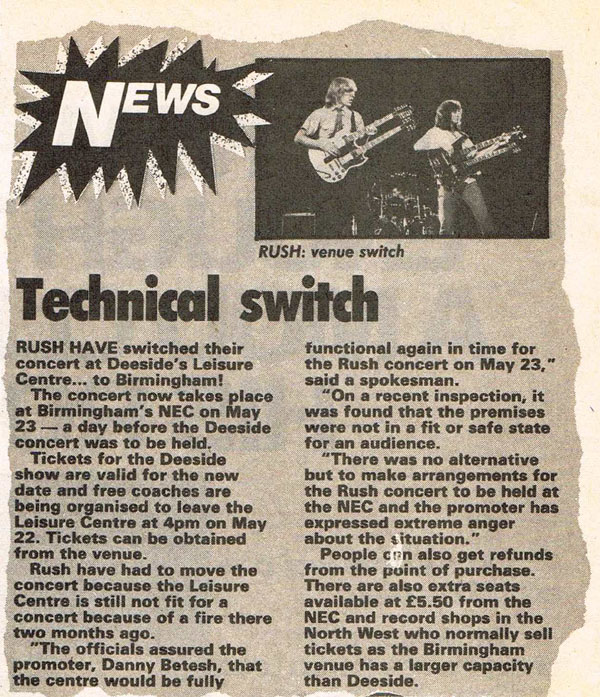 NEWS
RUSH: venue switch
Technical switch
RUSH HAVE switched their
concert at Deeside's Leisure
Centre... to Birmingham!
The concert now takes place
at Birmingham's NEC on May
23 — a day before the Deeside
concert was to be held.
Tickets for the Deeside
show are valid for the new
date and free coaches are
being organised to leave the
Leisure Centre at 4pm on May
22. Tickets can be obtained
from the venue.
Rush have had to move the
concert because the Leisure
Centre is still not fit for a
concert because of a fire there
two months ago.
"The officials assured the
promoter, Danny Betesh, that
the centre would be fully
functional again in time for
the Rush concert on May 23,"
said a spokesman.
"On a recent inspection, it
was found that the premises
were not in a fit or safe state
for an audience.
"There was no alternative
but to make arrangements for
the Rush concert to be held at
the NEC and the promoter has
expressed extreme anger
about the situation."
People can also get refunds
from the point of purchase.
There are also extra seats
available at £5.50 from the
NEC and record shops in the
North West who normally sell
tickets as the Birmingham
venue has a larger capacity
than Deeside.